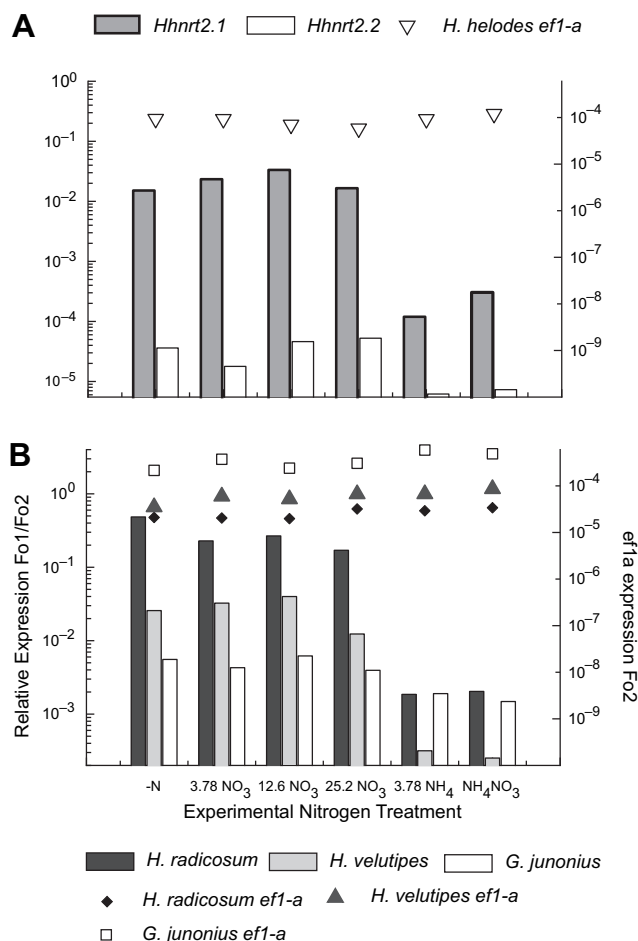 A
Hhnrt2.1 Hhnrt2.2 H. helodes ef1-a
10⁰
10⁻¹
10⁻²
10⁻³
10⁻⁴
10⁻⁵
10⁻⁴
10⁻⁵
10⁻⁶
10⁻⁷
10⁻⁸
10⁻⁹
B
Relative Expression Fo1/Fo2
10⁰
10⁻¹
10⁻²
10⁻³
10⁻⁴
10⁻⁵
10⁻⁶
10⁻⁷
10⁻⁸
10⁻⁹
ef1a expression Fo2
-N 3.78 NO₃ 12.6 NO₃ 25.2 NO₃ 3.78 NH₄ NH₄NO₃
Experimental Nitrogen Treatment
H. radicosum H. velutipes G. junonius
H. radicosum ef1-a H. velutipes ef1-a
G. junonius ef1-a